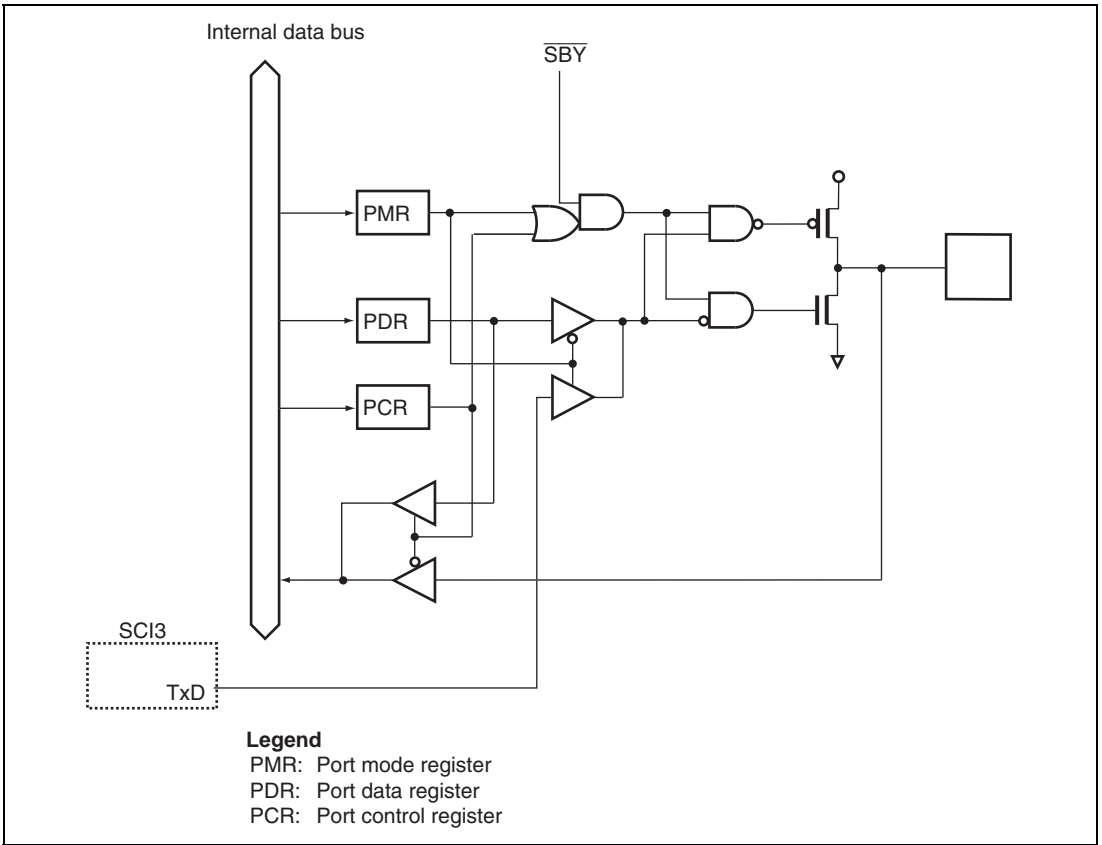 Internal data bus
SBY
PMR
PDR
PCR
SCI3
TxD
Legend
PMR: Port mode register
PDR: Port data register
PCR: Port control register